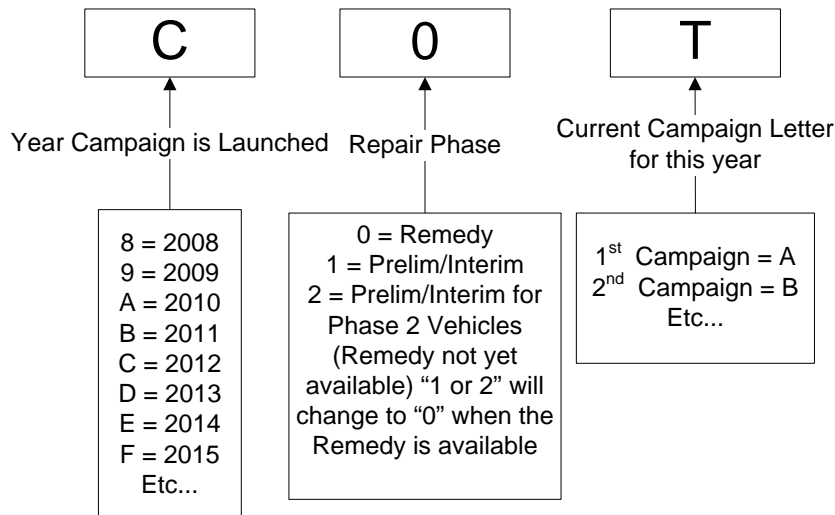 C
0
T
Year Campaign is Launched
Repair Phase
Current Campaign Letter
for this year
8 = 2008
9 = 2009
A = 2010
B = 2011
C = 2012
D = 2013
E = 2014
F = 2015
Etc...
0 = Remedy
1 = Prelim/Interim
2 = Prelim/Interim for
Phase 2 Vehicles
(Remedy not yet
available) “1 or 2” will
change to “0” when the
Remedy is available
1st Campaign = A
2nd Campaign = B
Etc...